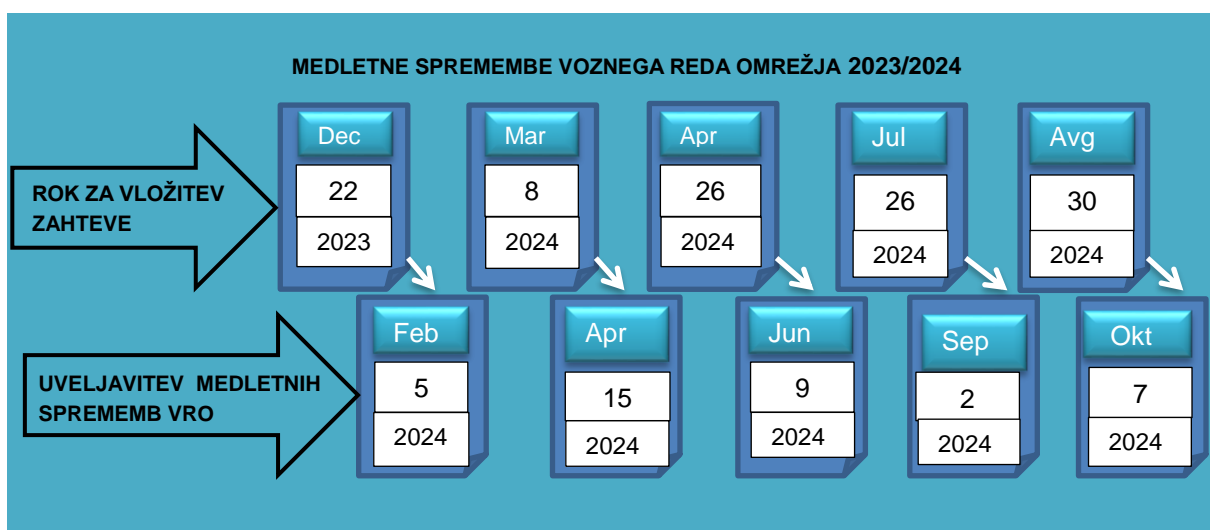 MEDLETNE SPREMEMBE VOZNEGA REDA OMREŽJA 2023/2024
ROK ZA VLOŽITEV
ZAHTEVE
Dec
22
2023
Mar
8
2024
Apr
26
2024
Jul
26
2024
Avg
30
2024
UVELJAVITEV MEDLETNIH
SPREMEMB VRO
Feb
5
2024
Apr
15
2024
Jun
9
2024
Sep
2
2024
Okt
7
2024